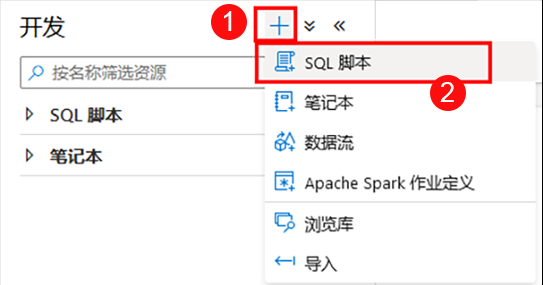 开发
1
按名称筛选资源
SQL 脚本
笔记本
SQL 脚本
2
笔记本
数据流
Apache Spark 作业定义
浏览库
导入